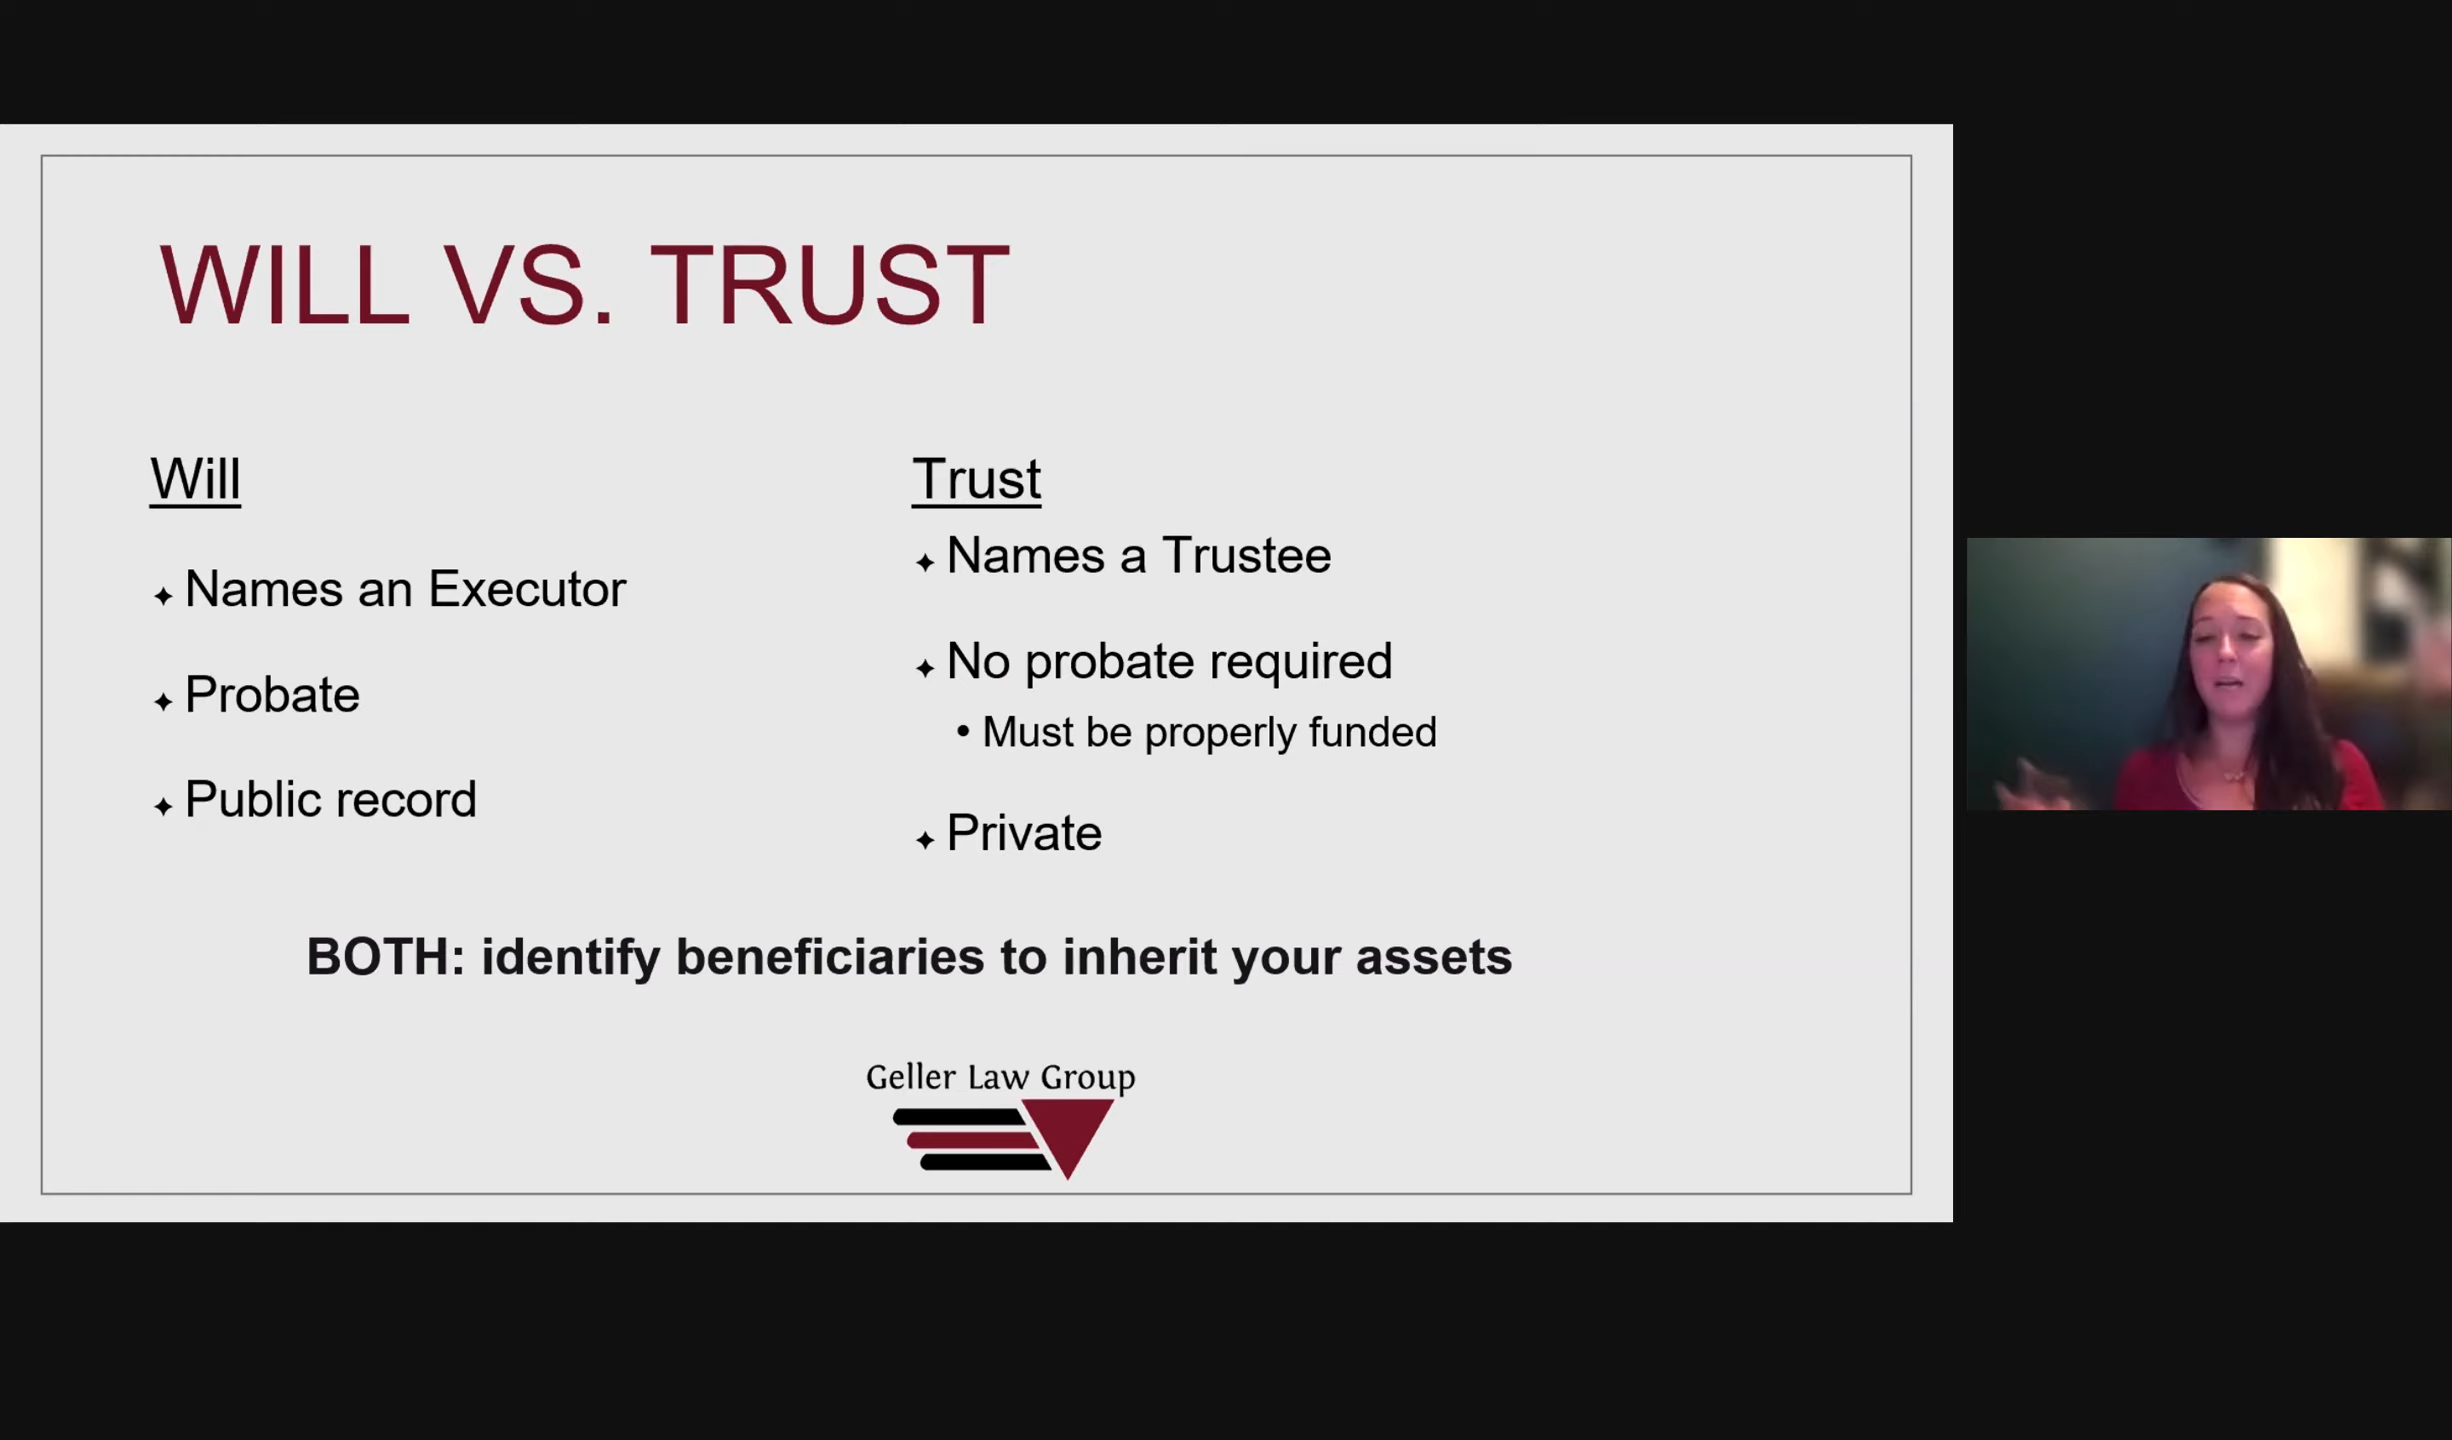 WILL VS. TRUST
Will
Names an Executor
Probate
Public record
Trust
Names a Trustee
No probate required
• Must be properly funded
Private
BOTH: identify beneficiaries to inherit your assets
Geller Law Group